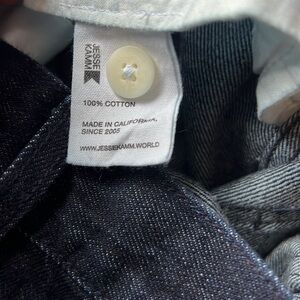 JESSE
KAMM
100% COTTON
MADE IN CALIFORNIA,
SINCE 2005
WWW.JESSEKAMM.WORLD